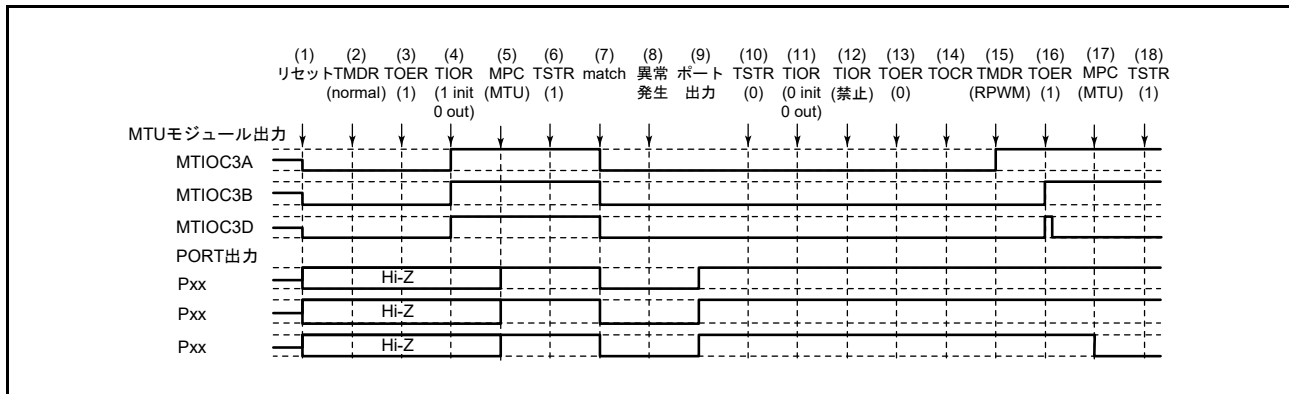 (1) (2) (3) (4) (5) (6) (7) (8) (9) (10) (11) (12) (13) (14) (15) (16) (17) (18)
リセット TMDR TOER TIOR MPC TSTR match 異常 ポート TSTR TIOR TIOR TOER TOCR TMDR TOER MPC TSTR
(normal) (1) (1 init (MTU) (1) 発生 出力 (0) (0 init (禁止) (0) (RPWM) (1) (MTU) (1)
0 out) 0 out)
MTUモジュール出力
MTIOC3A
MTIOC3B
MTIOC3D
PORT出力
Pxx Hi-Z
Pxx Hi-Z
Pxx Hi-Z